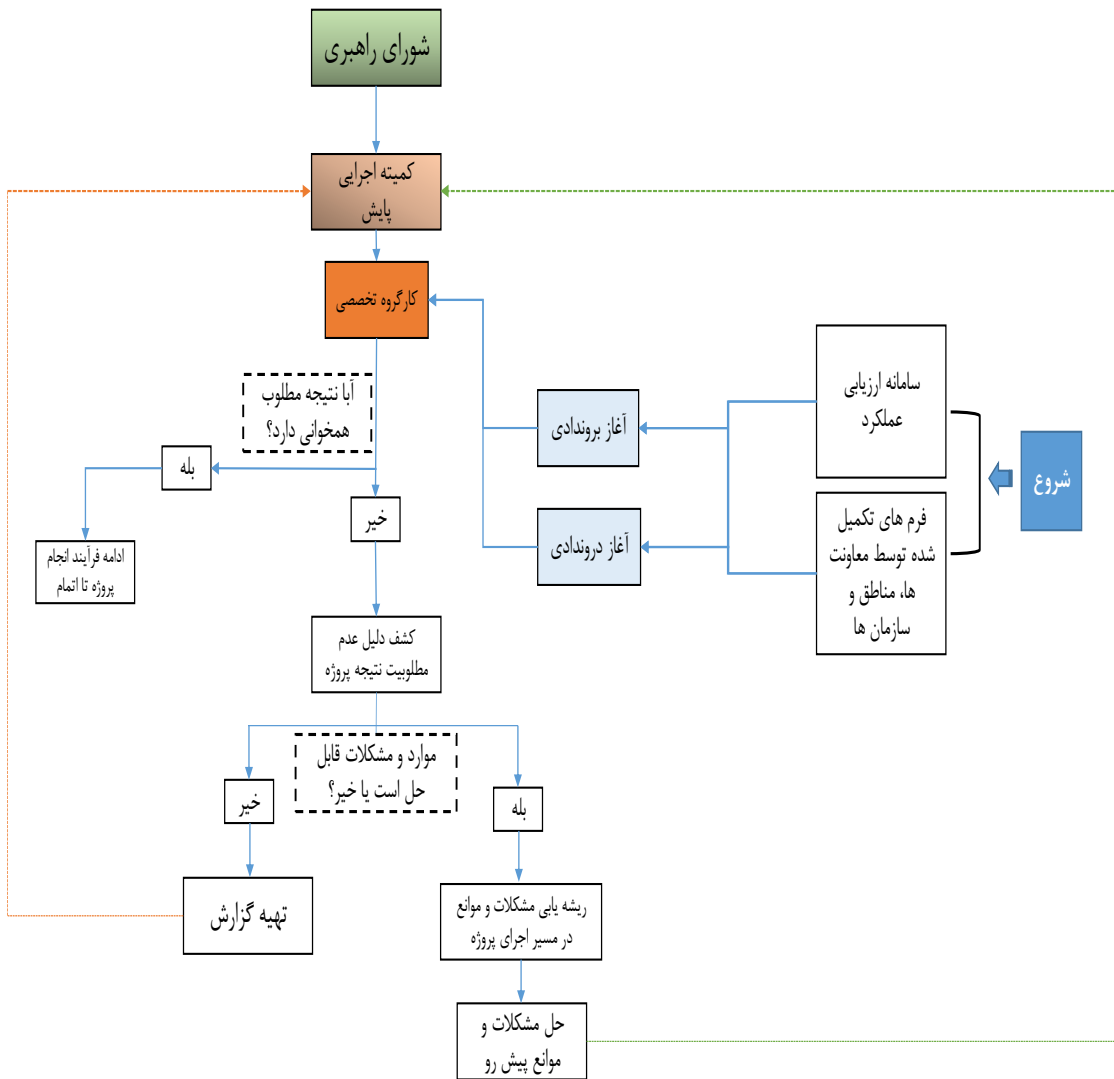 شورای راهبری
کمیته اجرایی
پایش
کارگروه تخصصی
سامانه ارزیابی
عملکرد
شروع
فرم های تکمیل
شده توسط معاونت
ها، مناطق و
سازمان ها
آغاز بروندادی
آغاز دروندادی
آبا نتیجه مطلوب
همخوانی دارد؟
بله
خیر
ادامه فرآیند انجام
پروژه تا اتمام
کشف دلیل عدم
مطلوبیت نتیجه پروژه
موارد و مشکلات قابل
حل است یا خیر؟
خیر
بله
تهیه گزارش
ریشه یابی مشکلات و موانع
در مسیر اجرای پروژه
حل مشکلات و
موانع پیش رو